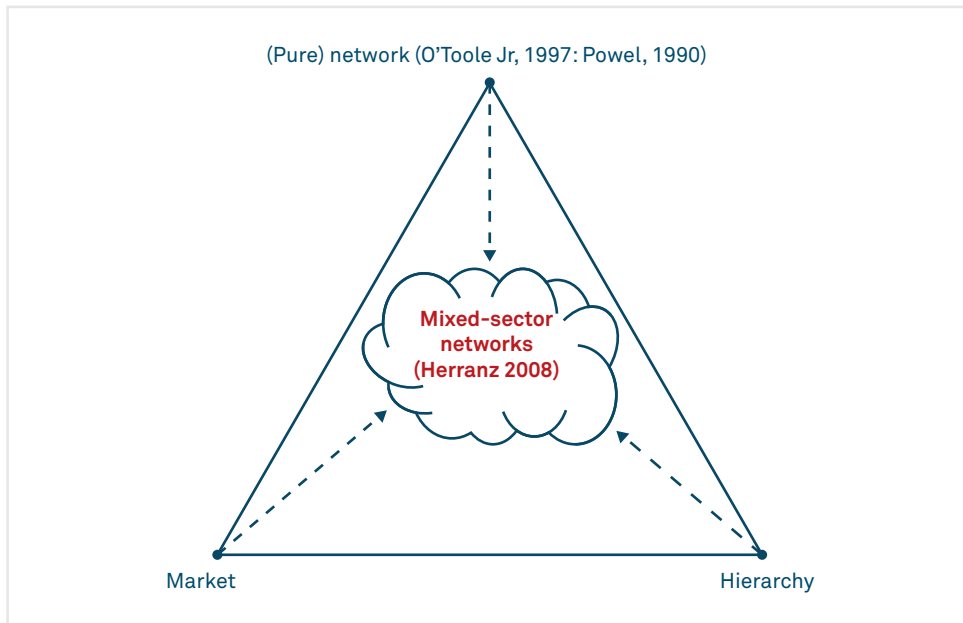 (Pure) network (O'Toole Jr, 1997: Powel, 1990)
Mixed-sector
networks
(Herranz 2008)
Market
Hierarchy